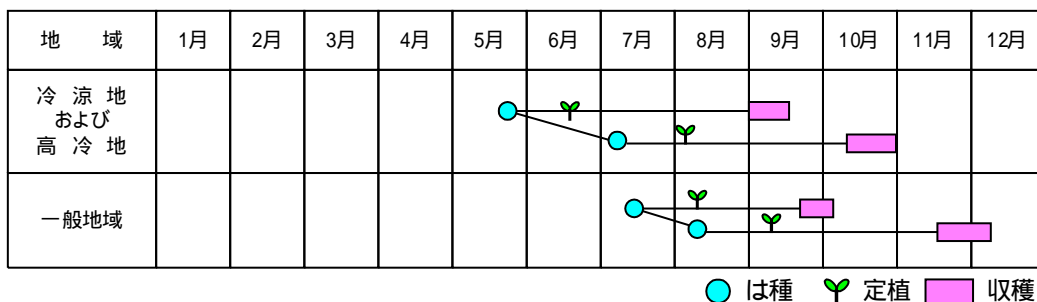 地 域 1月 2月 3月 4月 5月 6月 7月 8月 9月 10月 11月 12月
冷 涼 地
および
高 冷 地
一般地域
は種 定植 収穫